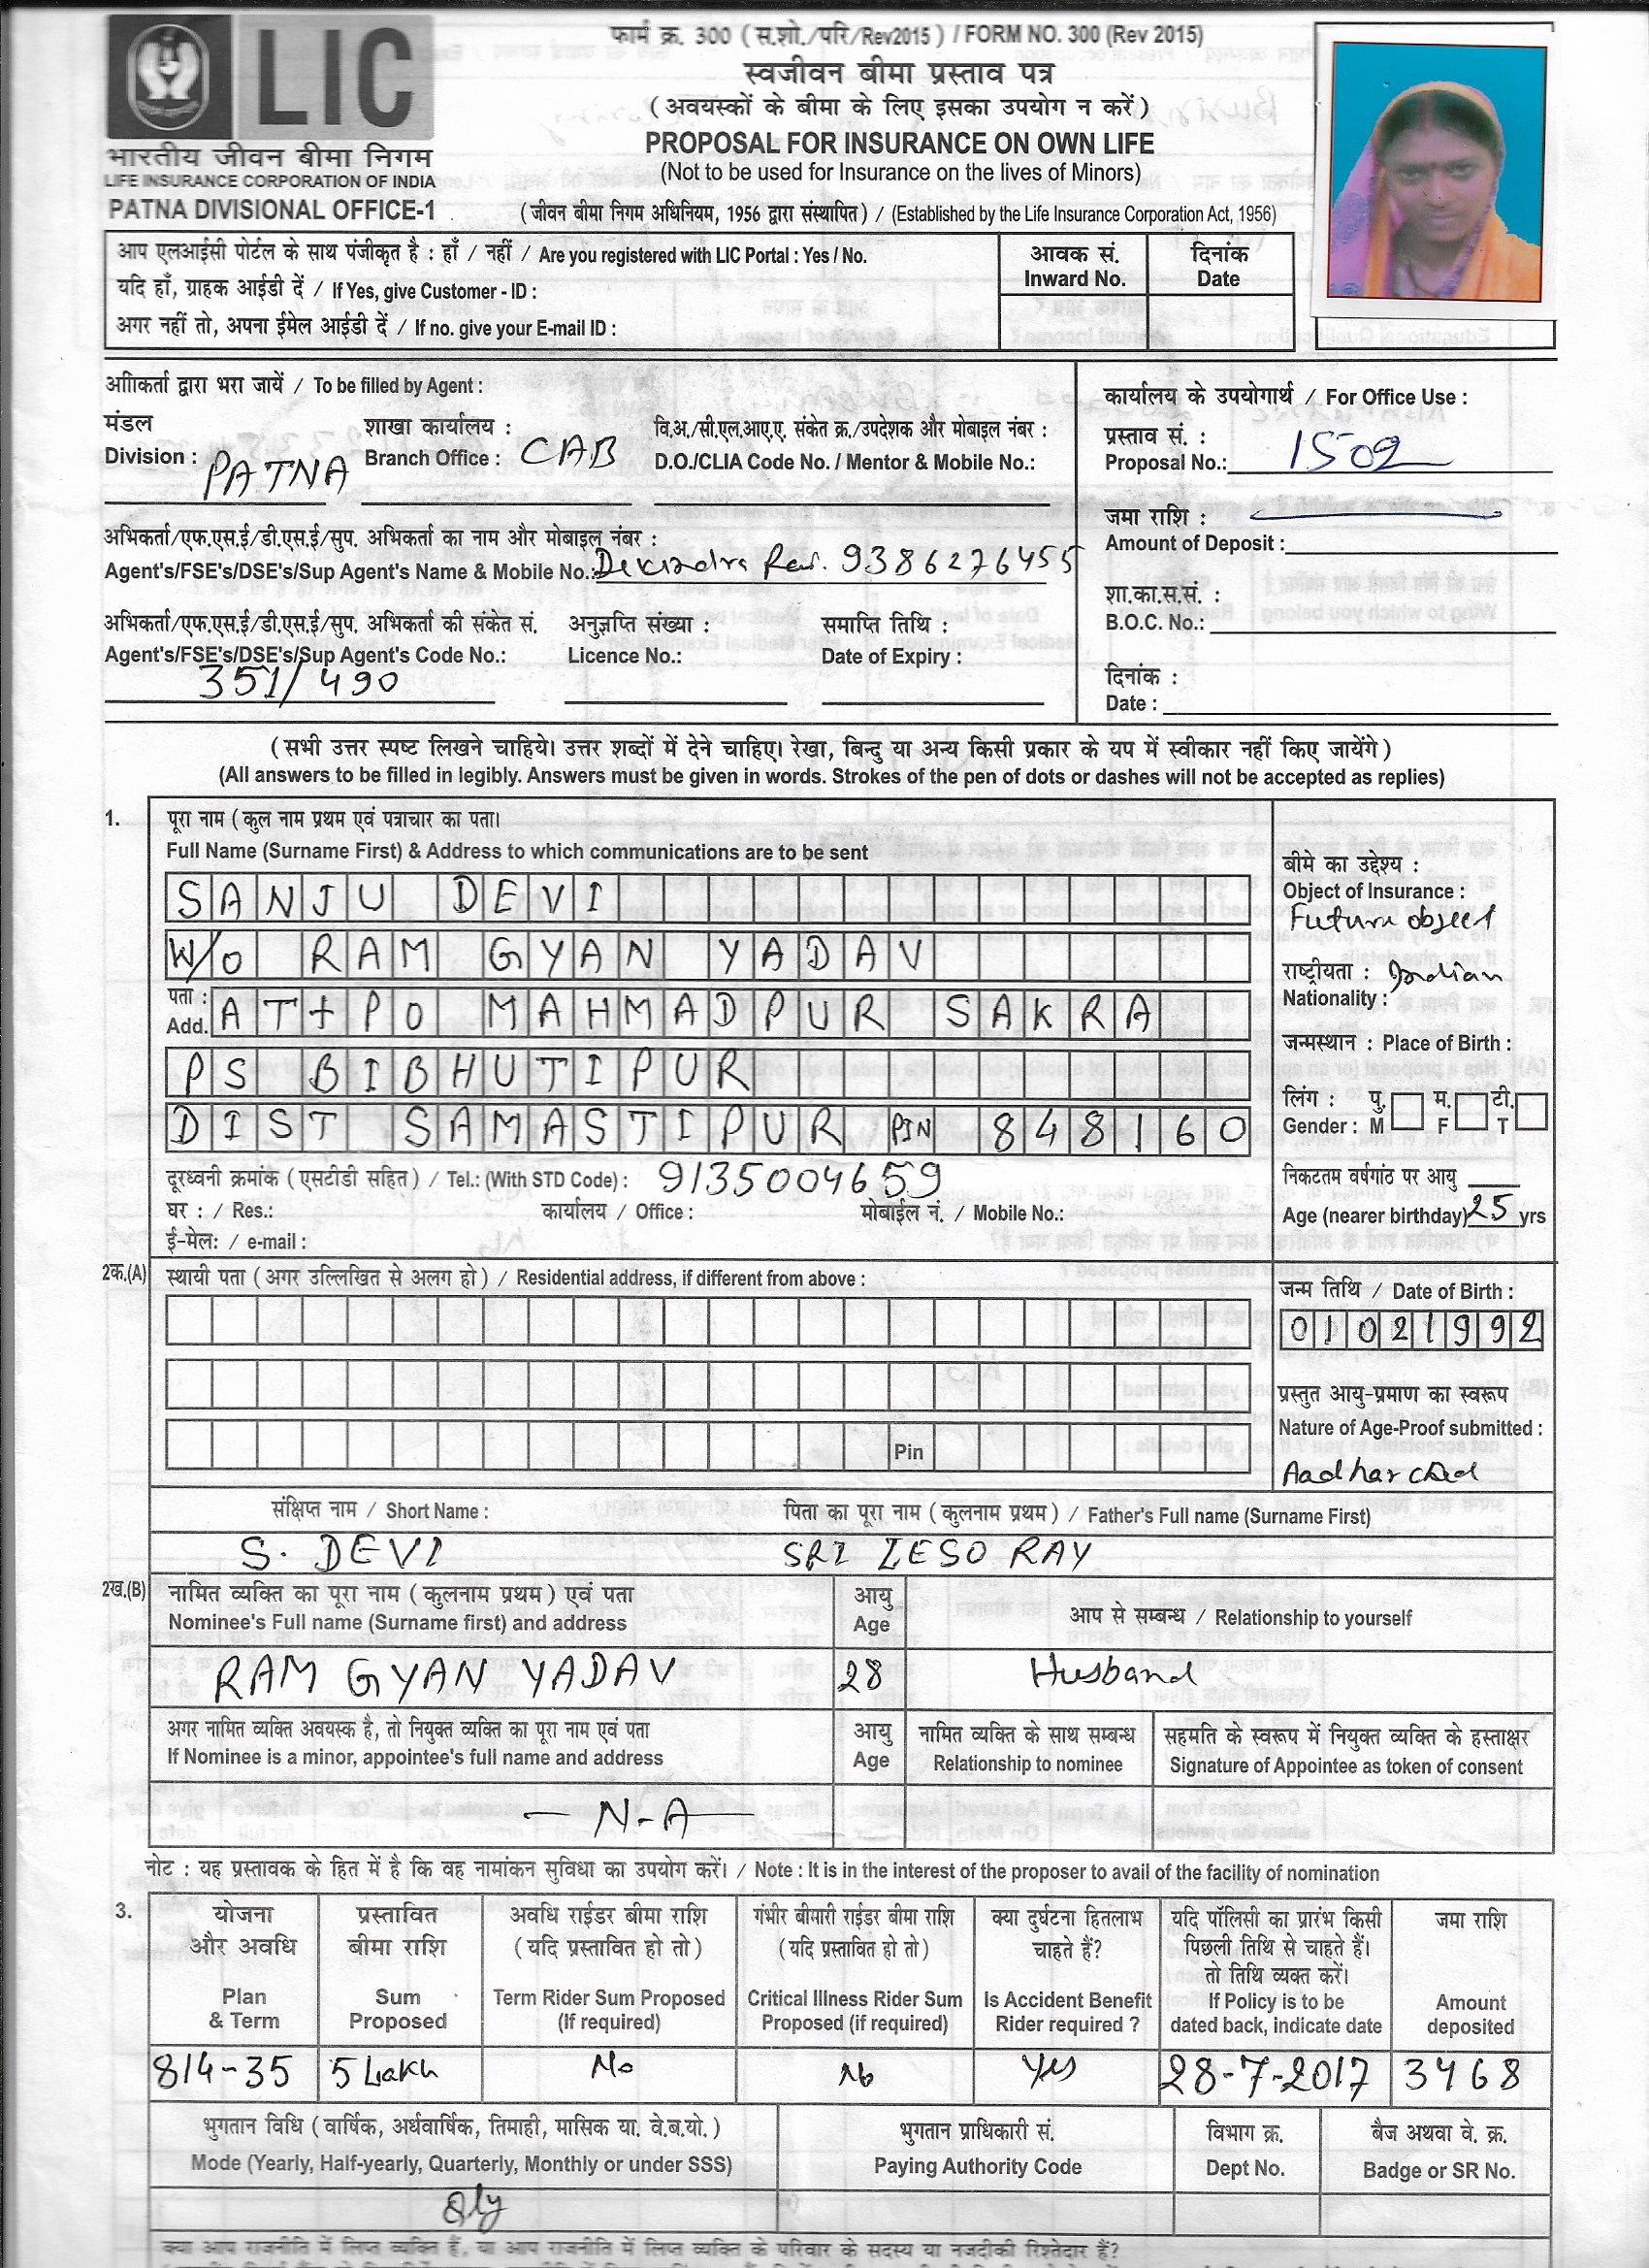 फार्म क्र. 300 (स.शो./परि/Rev2015) / FORM NO. 300 (Rev 2015)
स्वजीवन बीमा प्रस्ताव पत्र
(अवयस्कों के बीमा के लिए इसका उपयोग न करें)
PROPOSAL FOR INSURANCE ON OWN LIFE
(Not to be used for Insurance on the lives of Minors)
(जीवन बीमा निगम अधिनियम, 1956 द्वारा संस्थापित) / (Established by the Life Insurance Corporation Act, 1956)
LIC
भारतीय जीवन बीमा निगम
LIFE INSURANCE CORPORATION OF INDIA
PATNA DIVISIONAL OFFICE-1
आप एलआईसी पोर्टल के साथ पंजीकृत है : हाँ / नहीं / Are you registered with LIC Portal : Yes / No.
यदि हाँ, ग्राहक आईडी दें / If Yes, give Customer - ID :
अगर नहीं तो, अपना ईमेल आईडी दें / If no. give your E-mail ID :
आवक सं. दिनांक
Inward No. Date
अािकर्ता द्वारा भरा जायें / To be filled by Agent :
मंडल शाखा कार्यालय : वि.अ./सी.एल.आए.ए. संकेत क्र./उपदेशक और मोबाइल नंबर :
Division : PATNA Branch Office : CAB D.O./CLIA Code No. / Mentor & Mobile No.:
अभिकर्ता/एफ.एस.ई/डी.एस.ई/सुप. अभिकर्ता का नाम और मोबाइल नंबर :
Agent's/FSE's/DSE's/Sup Agent's Name & Mobile No.: 9386276455
अभिकर्ता/एफ.एस.ई/डी.एस.ई/सुप. अभिकर्ता की संकेत सं. अनुज्ञप्ति संख्या : समाप्ति तिथि :
Agent's/FSE's/DSE's/Sup Agent's Code No.: Licence No.: Date of Expiry :
351/490
कार्यालय के उपयोगार्थ / For Office Use :
प्रस्ताव सं. :
Proposal No.: 1502
जमा राशि :
Amount of Deposit :
शा.का.स.सं. :
B.O.C. No.:
दिनांक :
Date :
(सभी उत्तर स्पष्ट लिखने चाहिये। उत्तर शब्दों में देने चाहिए। रेखा, बिन्दु या अन्य किसी प्रकार के यप में स्वीकार नहीं किए जायेंगे)
(All answers to be filled in legibly. Answers must be given in words. Strokes of the pen of dots or dashes will not be accepted as replies)
1. पूरा नाम (कुल नाम प्रथम एवं पत्राचार का पता।
Full Name (Surname First) & Address to which communications are to be sent
SANJU DEVI
W/o RAM GYAN YADAV
पता :
Add. AT+PO MAHMADPUR SAKRA
PS BIBHUTIPUR
DIST SAMASTIPUR PIN 848160
दूरध्वनी क्रमांक (एसटीडी सहित) / Tel.: (With STD Code) : 9135004659
घर : / Res.: कार्यालय / Office : मोबाईल नं. / Mobile No.:
ई-मेल: / e-mail :
बीमे का उद्देश्य :
Object of Insurance :
Future object
राष्ट्रीयता : Indian
Nationality :
जन्मस्थान : Place of Birth :
लिंग : पु. म. टी.
Gender : M F T
निकटतम वर्षगांठ पर आयु
Age (nearer birthday) 25 yrs
2क.(A) स्थायी पता (अगर उल्लिखित से अलग हो) / Residential address, if different from above :
Pin
जन्म तिथि / Date of Birth :
01021992
प्रस्तुत आयु-प्रमाण का स्वरूप
Nature of Age-Proof submitted :
Aadhar Card
संक्षिप्त नाम / Short Name : पिता का पूरा नाम (कुलनाम प्रथम) / Father's Full name (Surname First)
S. DEVI SRI LESO RAY
2ख.(B) नामित व्यक्ति का पूरा नाम (कुलनाम प्रथम) एवं पता आयु आप से सम्बन्ध / Relationship to yourself
Nominee's Full name (Surname first) and address Age
RAM GYAN YADAV 28 Husband
अगर नामित व्यक्ति अवयस्क है, तो नियुक्त व्यक्ति का पूरा नाम एवं पता आयु नामित व्यक्ति के साथ सम्बन्ध सहमति के स्वरूप में नियुक्त व्यक्ति के हस्ताक्षर
If Nominee is a minor, appointee's full name and address Age Relationship to nominee Signature of Appointee as token of consent
N-A
नोट : यह प्रस्तावक के हित में है कि वह नामांकन सुविधा का उपयोग करें। / Note : It is in the interest of the proposer to avail of the facility of nomination
3. योजना प्रस्तावित अवधि राईडर बीमा राशि गंभीर बीमारी राईडर बीमा राशि क्या दुर्घटना हितलाभ यदि पॉलिसी का प्रारंभ किसी जमा राशि
और अवधि बीमा राशि (यदि प्रस्तावित हो तो) (यदि प्रस्तावित हो तो) चाहते हैं? पिछली तिथि से चाहते हैं।
तो तिथि व्यक्त करें।
Plan Sum Term Rider Sum Proposed Critical Illness Rider Sum Is Accident Benefit If Policy is to be Amount
& Term Proposed (If required) Proposed (if required) Rider required ? dated back, indicate date deposited
814-35 5 Lakh No No Yes 28-7-2017 3468
भुगतान विधि (वार्षिक, अर्धवार्षिक, तिमाही, मासिक या. वे.ब.यो.) भुगतान प्राधिकारी सं. विभाग क्र. बैज अथवा वे. क्र.
Mode (Yearly, Half-yearly, Quarterly, Monthly or under SSS) Paying Authority Code Dept No. Badge or SR No.
Qly
क्या आप राजनीति में लिप्त व्यक्ति हैं, या आप राजनीति में लिप्त व्यक्ति के परिवार के सदस्य या नजदीकी रिश्तेदार हैं?